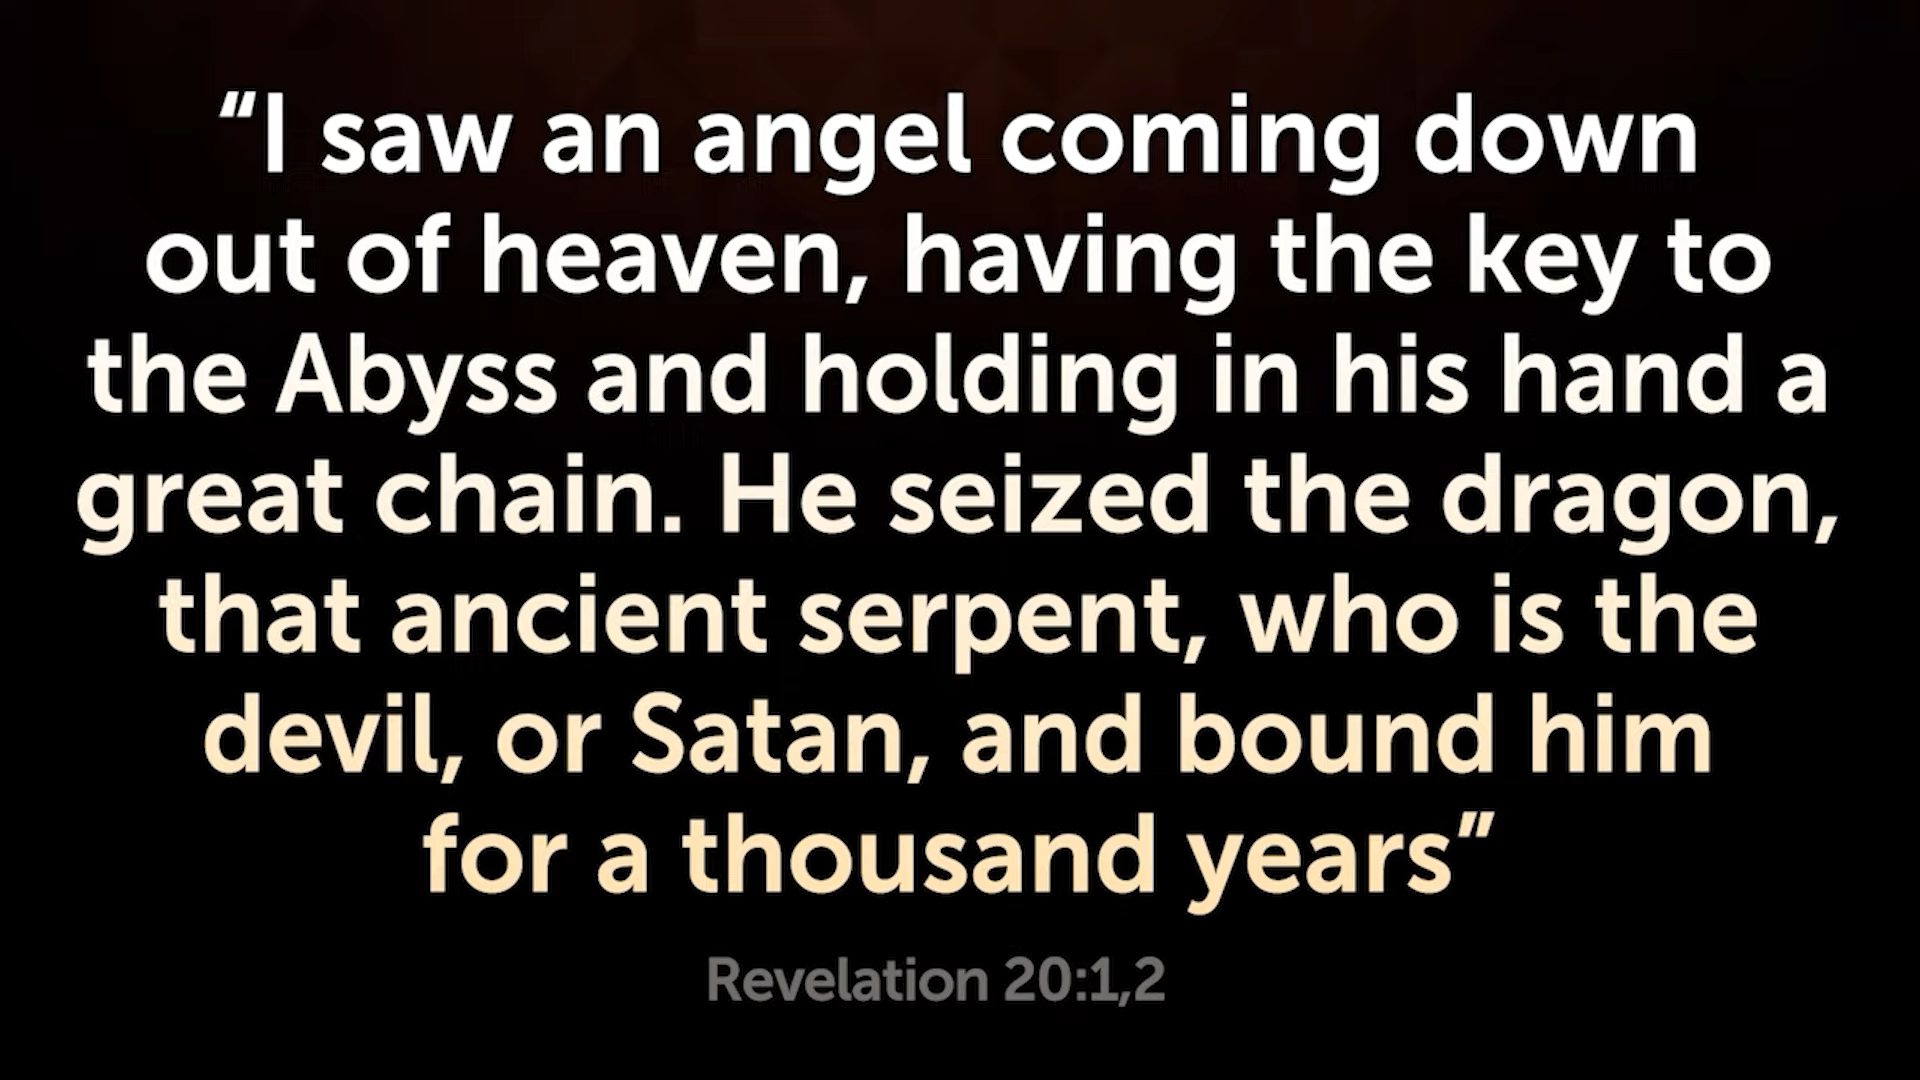 “I saw an angel coming down
out of heaven, having the key to
the Abyss and holding in his hand a
great chain. He seized the dragon,
that ancient serpent, who is the
devil, or Satan, and bound him
for a thousand years”
Revelation 20:1,2